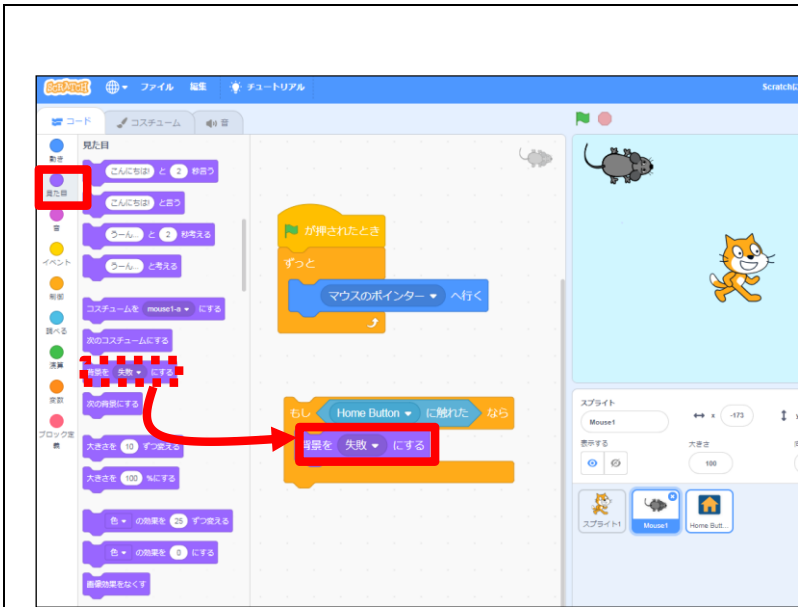 SCRATCH ファイル 編集 チュートリアル Scratchに
コード コスチューム 音
見た目
動き
見た目
音
イベント
制御
調べる
演算
変数
ブロック定義
こんにちは! と 2 秒言う
こんにちは! と言う
うーん... と 2 秒考える
うーん... と考える
コスチュームを mouse1-a にする
次のコスチュームにする
背景を 失敗 にする
次の背景にする
大きさを 10 ずつ変える
大きさを 100 %にする
色 の効果を 25 ずつ変える
色 の効果を 0 にする
画像効果をなくす
が押されたとき
ずっと
マウスのポインター へ行く
もし Home Button に触れた なら
背景を 失敗 にする
スプライト
Mouse1 x -173 y
表示する 大きさ
100
スプライト1 Mouse1 Home Butt...